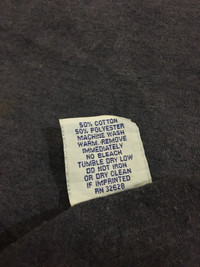 50% COTTON
50% POLYESTER
MACHINE WASH
WARM. REMOVE
IMMEDIATELY
NO BLEACH
TUMBLE DRY LOW
DO NOT IRON
OR DRY CLEAN
IF IMPRINTED
RN 32620